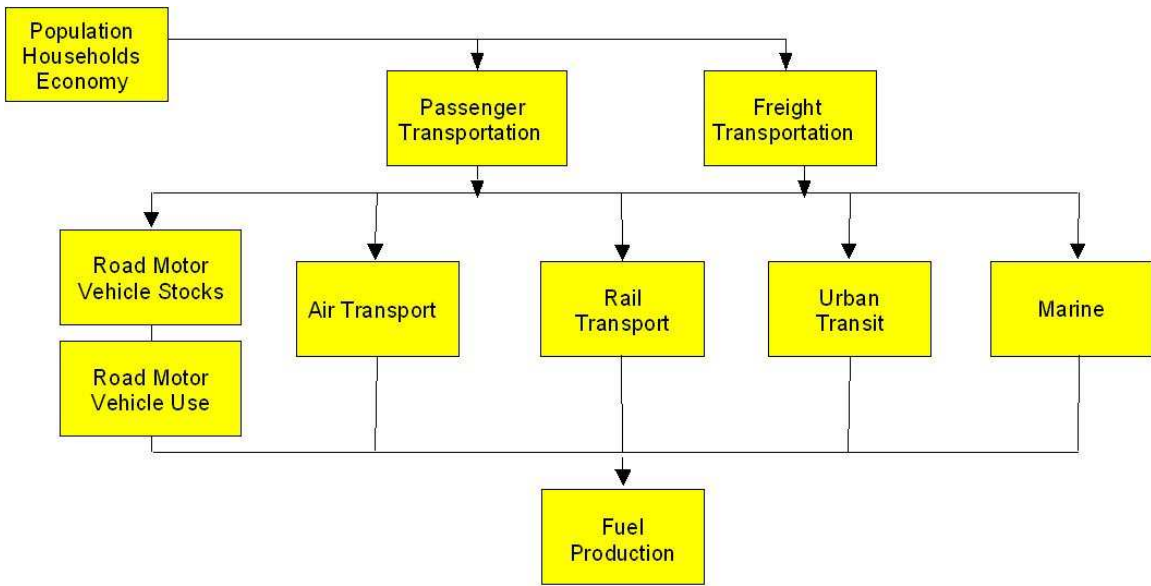 Population
Households
Economy
Passenger
Transportation
Freight
Transportation
Road Motor
Vehicle Stocks
Air Transport
Rail
Transport
Urban
Transit
Marine
Road Motor
Vehicle Use
Fuel
Production